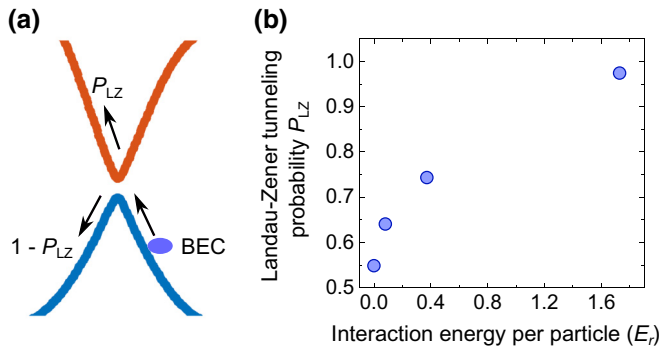 (a)
P_LZ
1 - P_LZ
BEC
(b)
Landau-Zener tunneling
probability P_LZ
1.0
0.9
0.8
0.7
0.6
0.5
0.0
0.4
0.8
1.2
1.6
Interaction energy per particle (E_r)